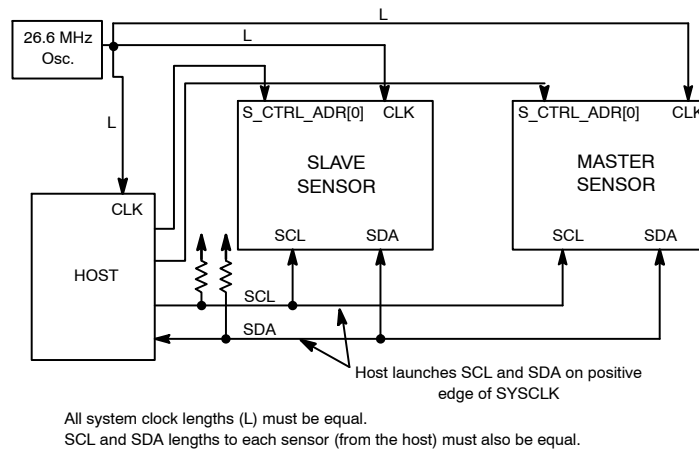 L
26.6 MHz
Osc.
L
L
S_CTRL_ADR[0] CLK
SLAVE
SENSOR
SCL SDA
S_CTRL_ADR[0] CLK
MASTER
SENSOR
SCL SDA
CLK
HOST
SCL
SDA
Host launches SCL and SDA on positive
edge of SYSCLK
All system clock lengths (L) must be equal.
SCL and SDA lengths to each sensor (from the host) must also be equal.